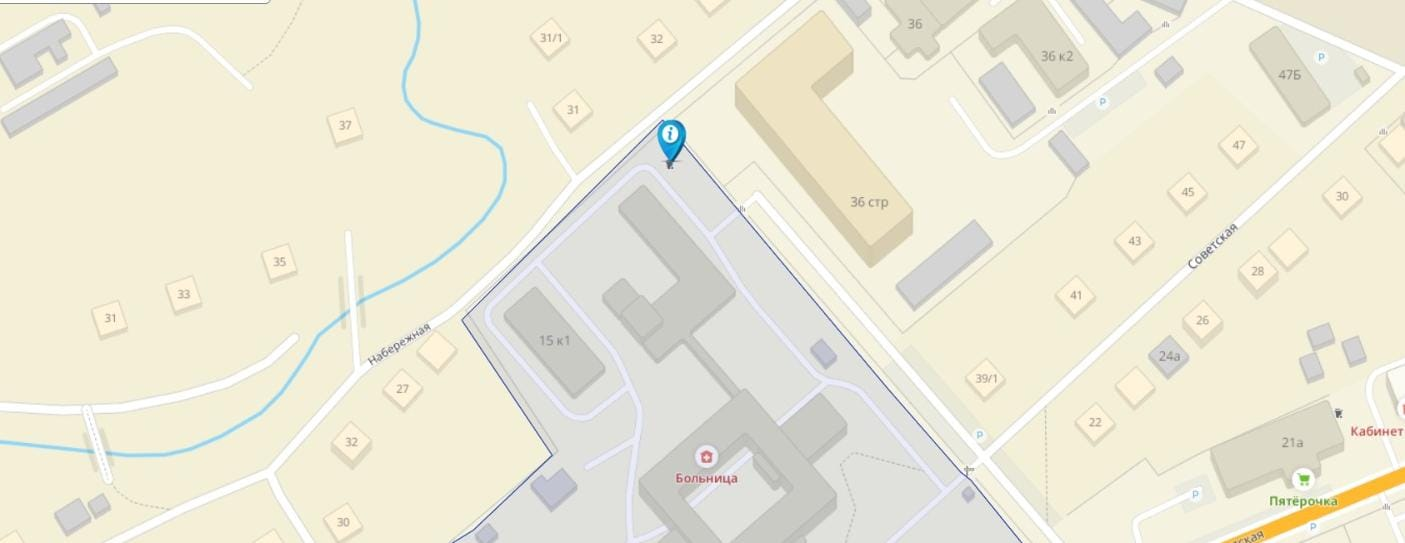 36
31/1
32
36 к2
47Б
P
P
31
37
47
45
30
36 стр
43
Советская
35
28
33
41
31
26
Набережная
15 к1
24а
39/1
27
22
Кабинет
P
32
21а
Больница
P
Пятёрочка
30
P
ская